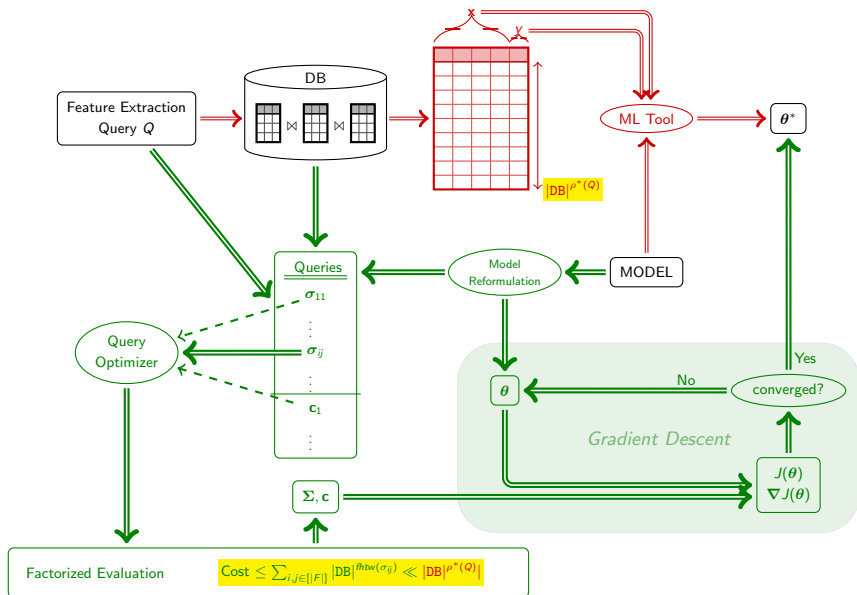 x
y
DB
Feature Extraction
Query Q
⋈ ⋈
ML Tool
θ*
|DB|^ρ*(Q)
Queries
Model
Reformulation
MODEL
σ₁₁
⋮
Query
Optimizer
σᵢⱼ
⋮
Yes
No
θ
converged?
c₁
⋮
Gradient Descent
J(θ)
∇J(θ)
Σ, c
Factorized Evaluation Cost ≤ ∑_{i,j∈[|F|]} |DB|^fhtw(σᵢⱼ) ≪ |DB|^ρ*(Q)|